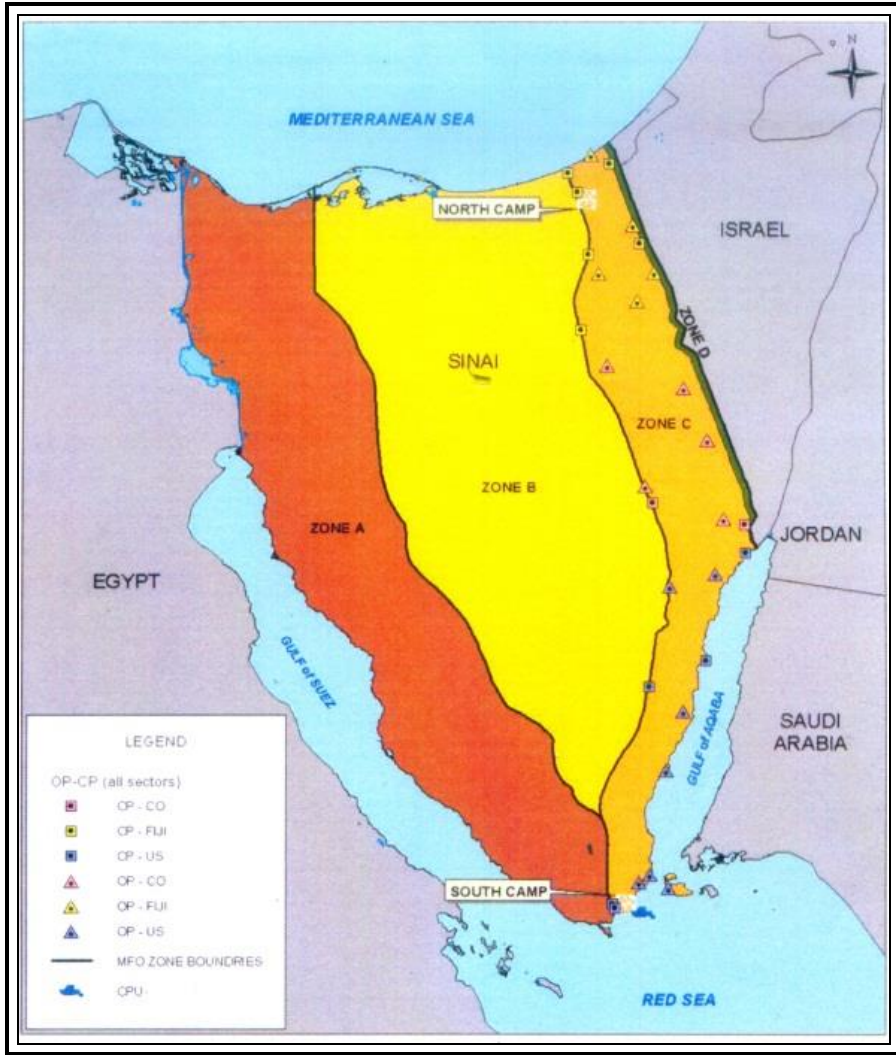 N
MEDITERRANEAN SEA
NORTH CAMP
ISRAEL
ZONE D
SINAI
ZONE C
ZONE B
ZONE A
JORDAN
EGYPT
GULF of SUEZ
GULF of AQABA
SAUDI
ARABIA
LEGEND
OP-CP (all sectors)
CP - CO
CP - FIJI
CP - US
OP - CO
OP - FIJI
OP - US
MFO ZONE BOUNDRIES
CPU
SOUTH CAMP
RED SEA